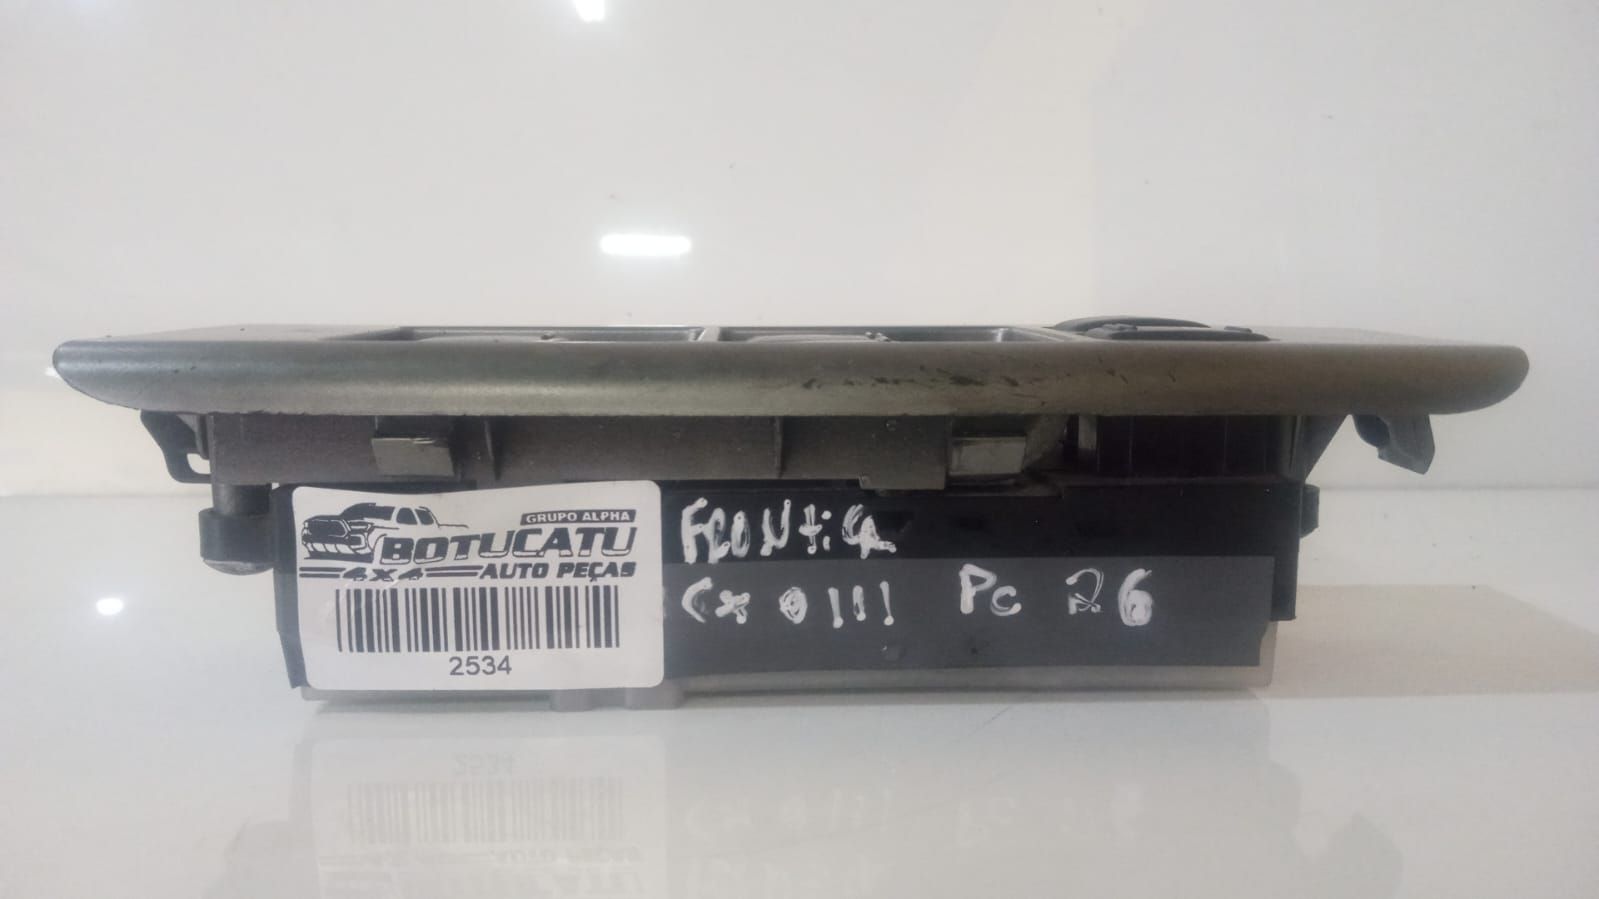 GRUPO ALPHA
BOTUCATU
4x4 AUTO PEÇAS
2534
FRONTiER
Cx 0111 Pc 26